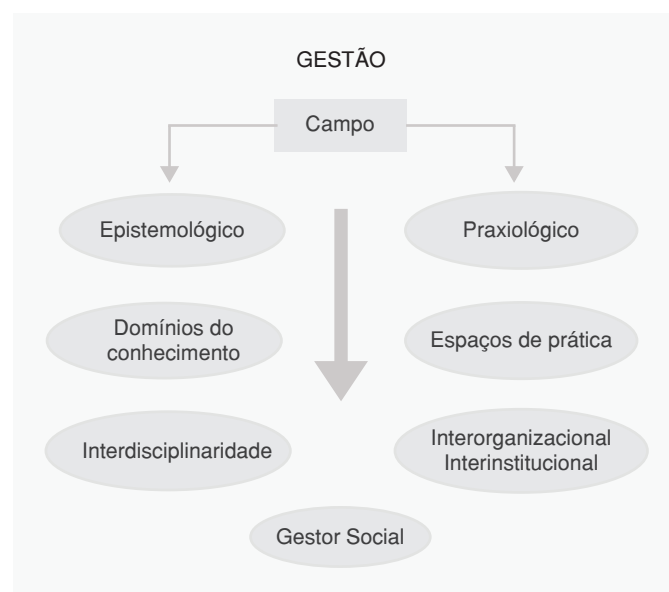 GESTÃO
Campo
Epistemológico
Praxiológico
Domínios do
conhecimento
Espaços de prática
Interdisciplinaridade
Interorganizacional
Interinstitucional
Gestor Social